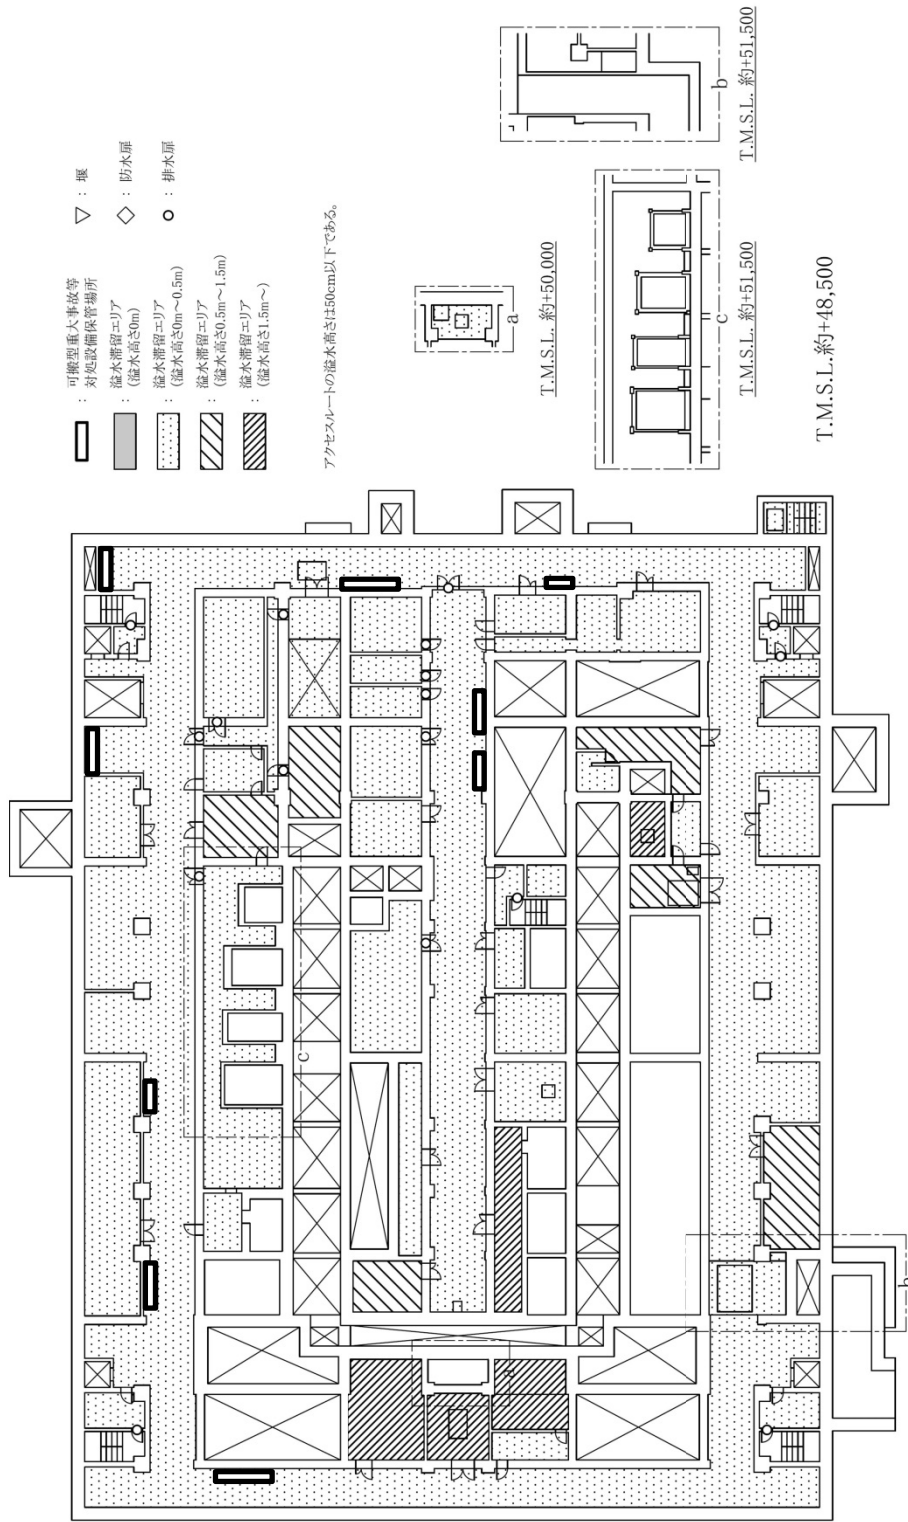 可搬型重大事故等
対処設備保管場所
溢水滞留エリア
(溢水高さ0m)
溢水滞留エリア
(溢水高さ0m～0.5m)
溢水滞留エリア
(溢水高さ0.5m～1.5m)
溢水滞留エリア
(溢水高さ1.5m～)
▽ : 堰
◇ : 防水扉
○ : 排水扉
アクセスルートの溢水高さは50cm以下である。
a
T.M.S.L. 約+50,000
b
T.M.S.L. 約+51,500
c
T.M.S.L. 約+51,500
T.M.S.L.約+48,500
c
a
b